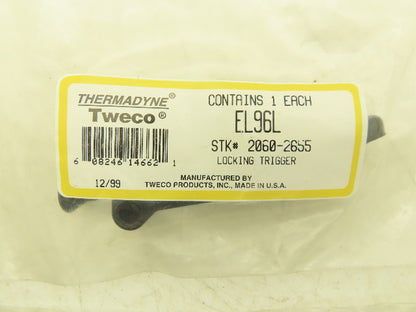 THERMADYNE®
Tweco®
6 08246 14662 1
12/99
CONTAINS 1 EACH
EL96L
STK# 2060-2655
LOCKING TRIGGER
MANUFACTURED BY
TWECO PRODUCTS, INC., MADE IN U.S.A.